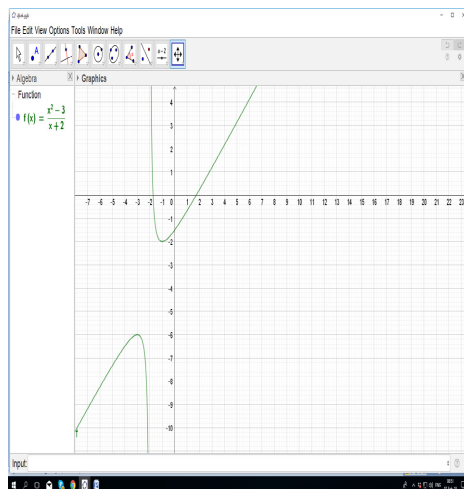 File Edit View Options Tools Window Help
A
a=2
Algebra
Graphics
Function
f(x) = (x² − 3)/(x + 2)
4
3
2
1
-7 -6 -5 -4 -3 -2 -1 0 1 2 3 4 5 6 7 8 9 10 11 12 13 14 15 16 17 18 19 20 21 22 23
-1
-2
-3
-4
-5
-6
-7
-8
-9
-10
f
Input:
ENG